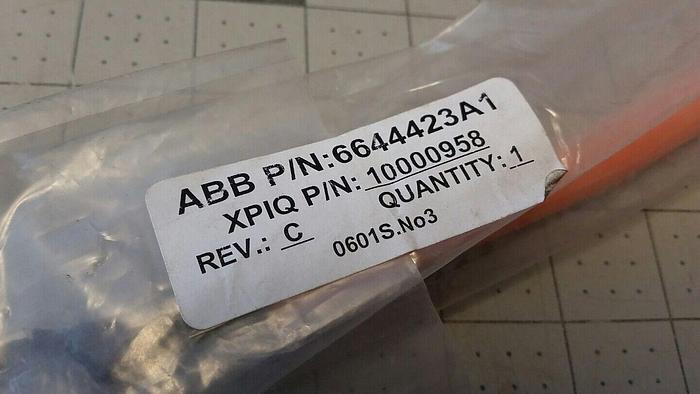 ABB P/N:6644423A1
XPIQ P/N: 10000958
REV.: C QUANTITY: 1
0601S.No3